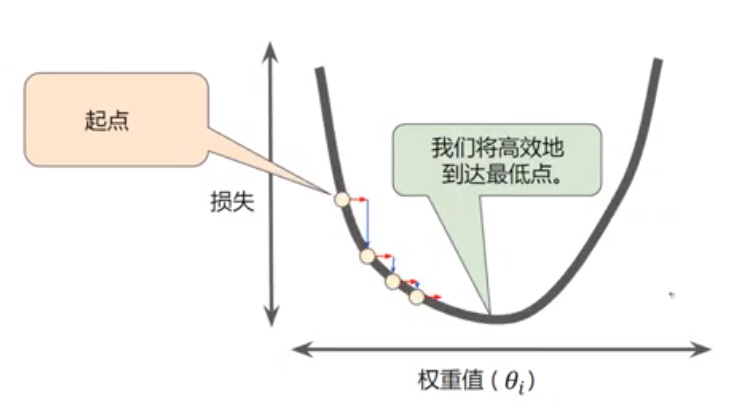 起点
我们将高效地
到达最低点。
损失
权重值 ( θi )